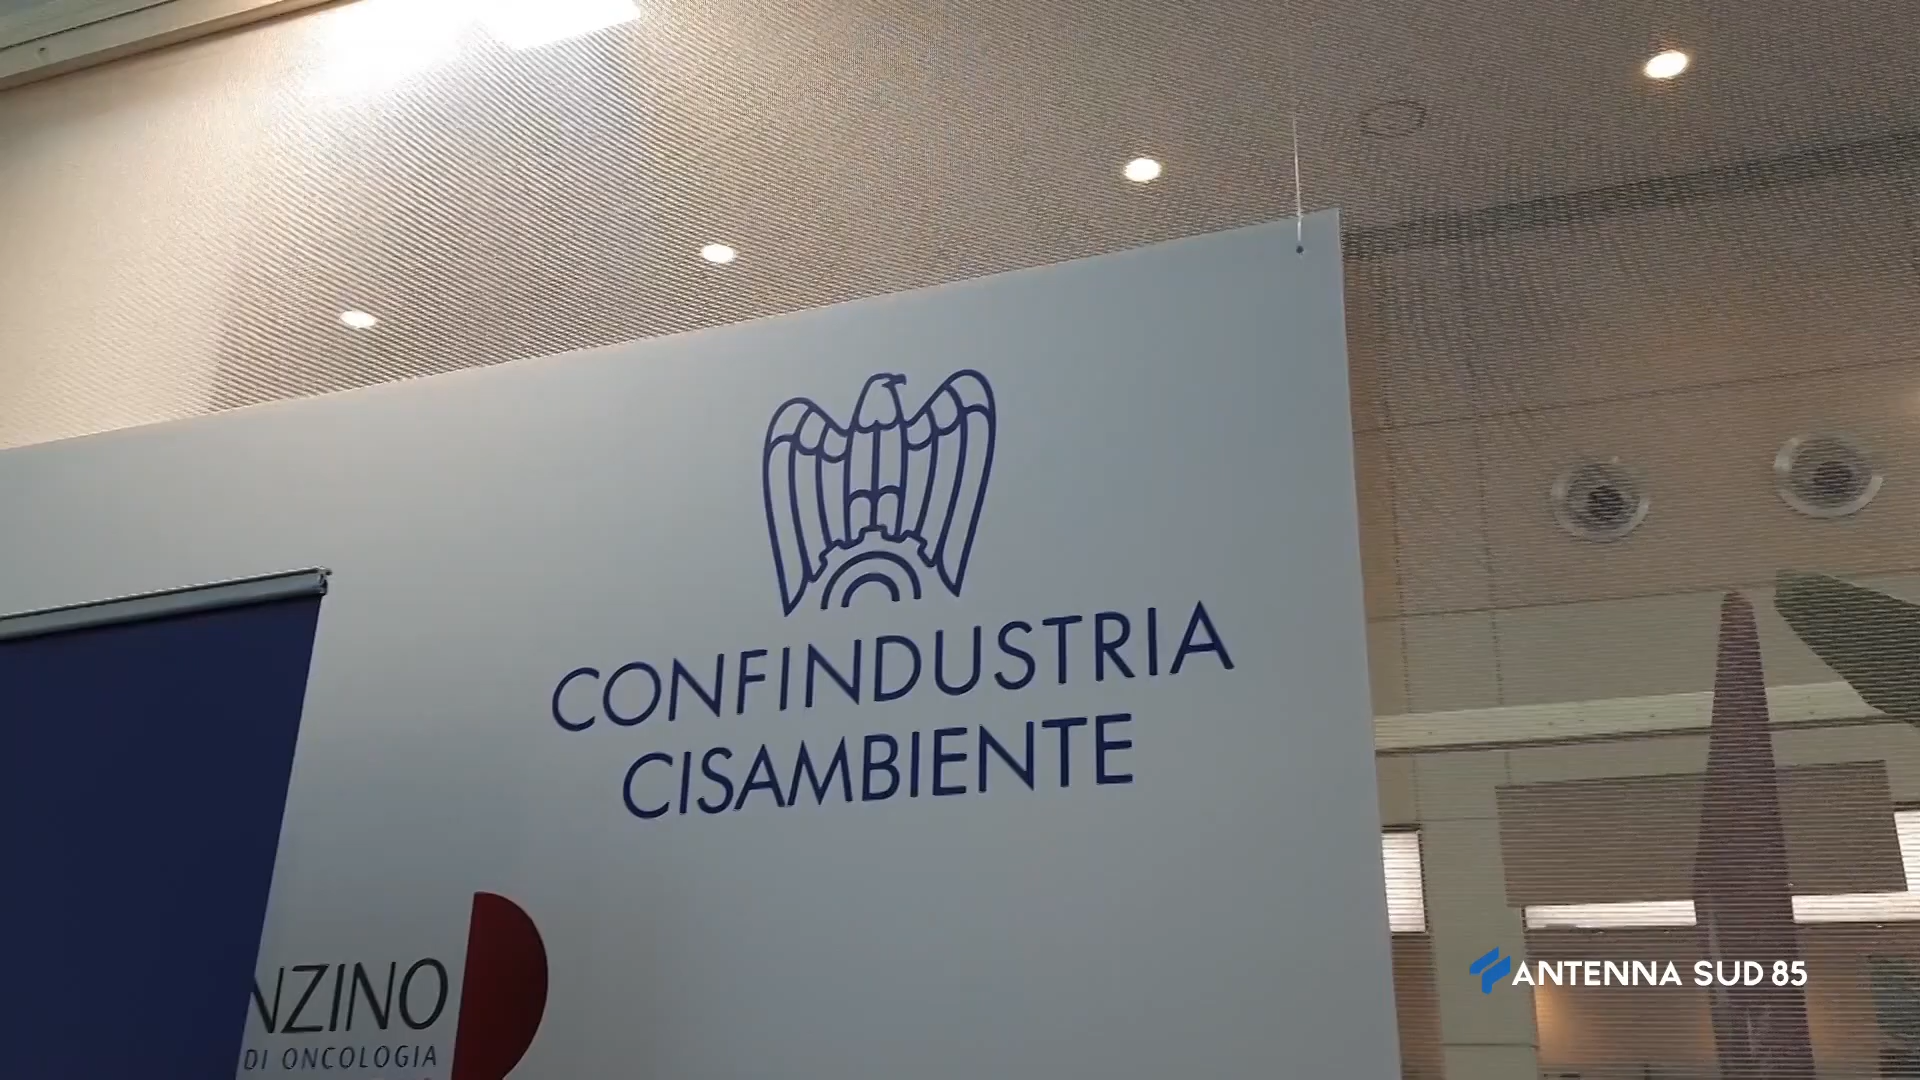 CONFINDUSTRIA
CISAMBIENTE
NZINO
DI ONCOLOGIA
ANTENNA SUD 85